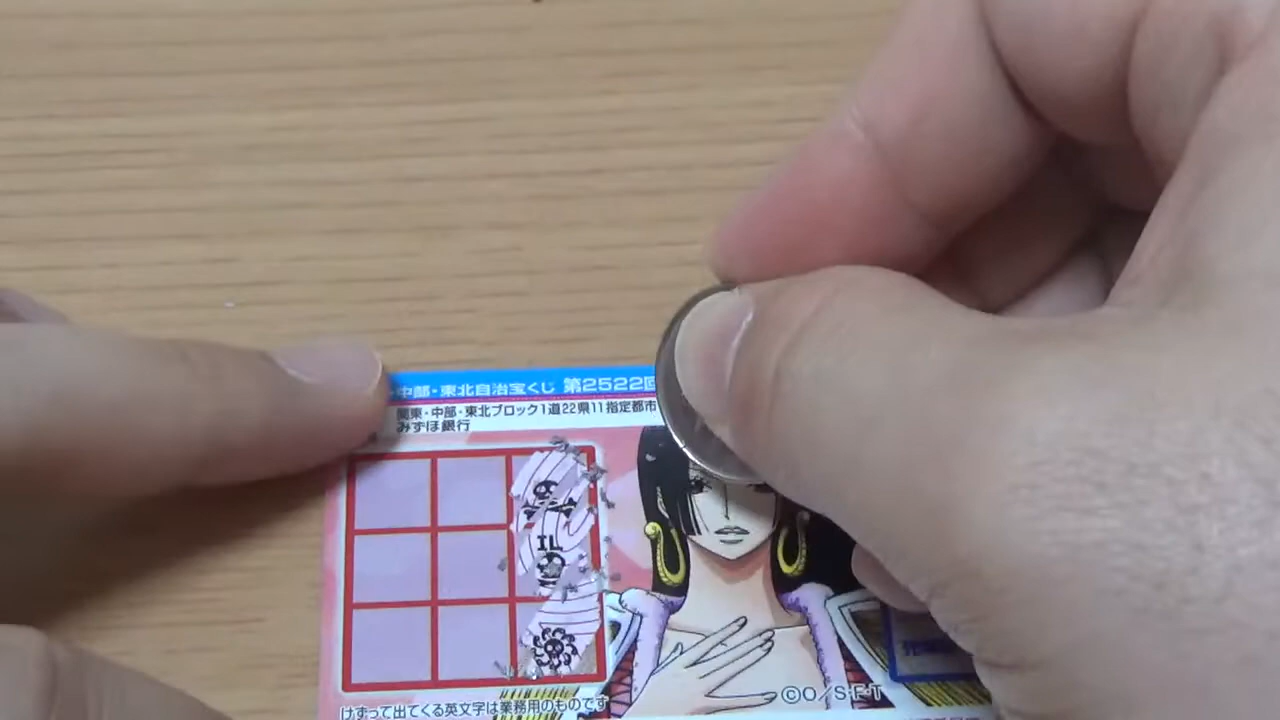 中部・東北自治宝くじ 第2522回
関東・中部・東北ブロック1道22県11指定都市
みずほ銀行
IL
©O/S・F・T
けずって出てくる英文字は業務用のものです